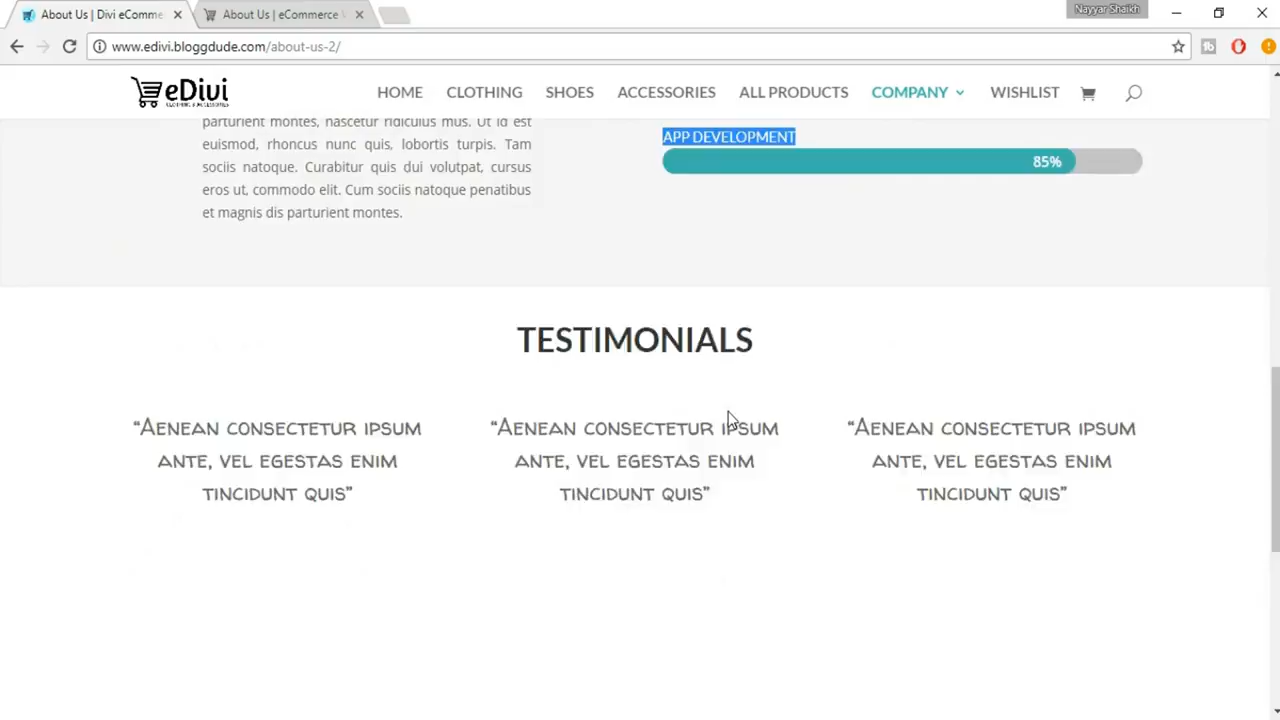 About Us | Divi eComme
About Us | eCommerce
Nayyar Shaikh
www.edivi.bloggdude.com/about-us-2/
eDivi
CLOTHING & ACCESSORIES
HOME
CLOTHING
SHOES
ACCESSORIES
ALL PRODUCTS
COMPANY
WISHLIST
parturient montes, nascetur ridiculus mus. Ut id est
euismod, rhoncus nunc quis, lobortis turpis. Tam
sociis natoque. Curabitur quis dui volutpat, cursus
eros ut, commodo elit. Cum sociis natoque penatibus
et magnis dis parturient montes.
APP DEVELOPMENT
85%
TESTIMONIALS
“Aenean consectetur ipsum
ante, vel egestas enim
tincidunt quis”
“Aenean consectetur ipsum
ante, vel egestas enim
tincidunt quis”
“Aenean consectetur ipsum
ante, vel egestas enim
tincidunt quis”